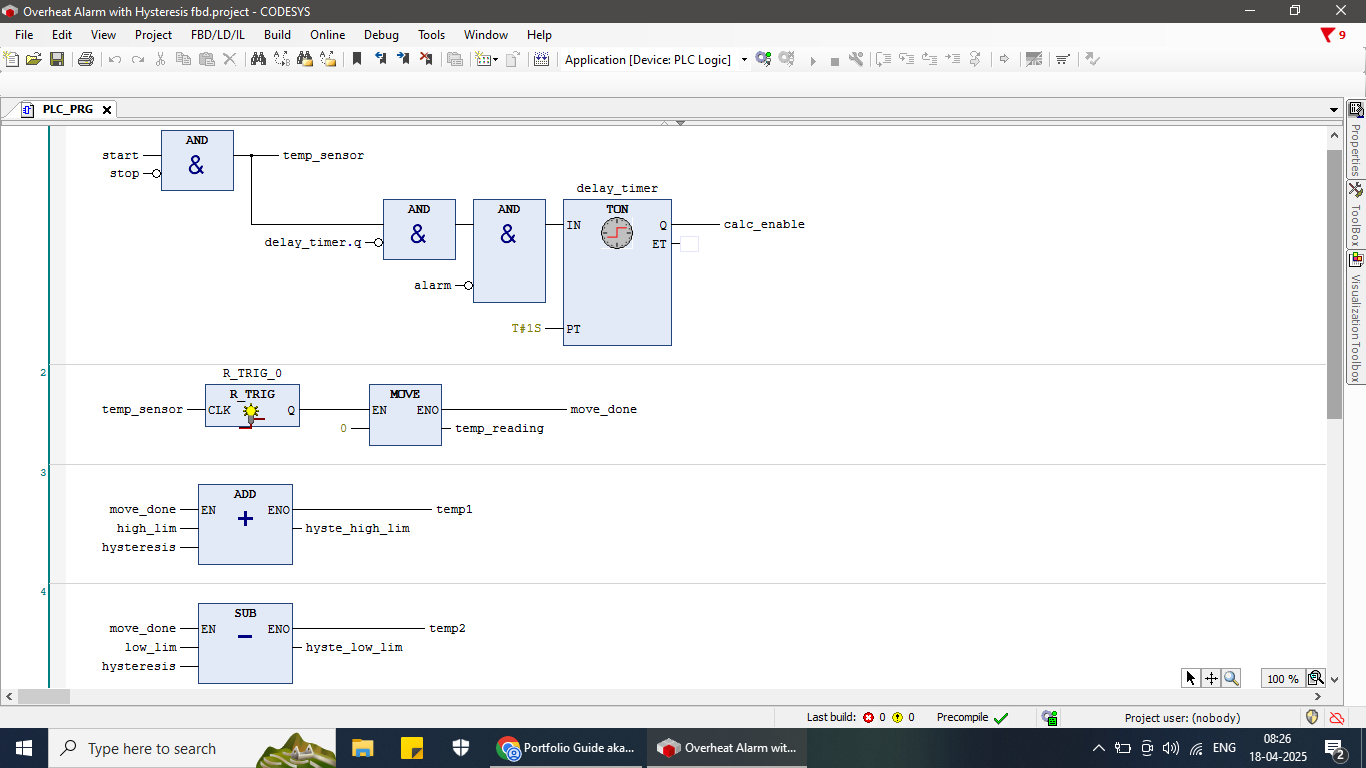 Overheat Alarm with Hysteresis fbd.project - CODESYS
File Edit View Project FBD/LD/IL Build Online Debug Tools Window Help
9
Application [Device: PLC Logic]
PLC_PRG
AND
&
start
stop
temp_sensor
delay_timer
AND
&
AND
&
TON
IN
Q
calc_enable
delay_timer.q
ET
alarm
T#1S
PT
2
R_TRIG_0
R_TRIG
MOVE
temp_sensor
CLK
Q
EN
ENO
move_done
0
temp_reading
3
ADD
move_done
EN
ENO
temp1
+
high_lim
hyste_high_lim
hysteresis
4
SUB
move_done
EN
ENO
temp2
−
low_lim
hyste_low_lim
hysteresis
Properties
ToolBox
Visualization Toolbox
100 %
Last build: 0 0 Precompile
Project user: (nobody)
Type here to search
Portfolio Guide aka...
Overheat Alarm wit...
ENG
08:26
18-04-2025
2